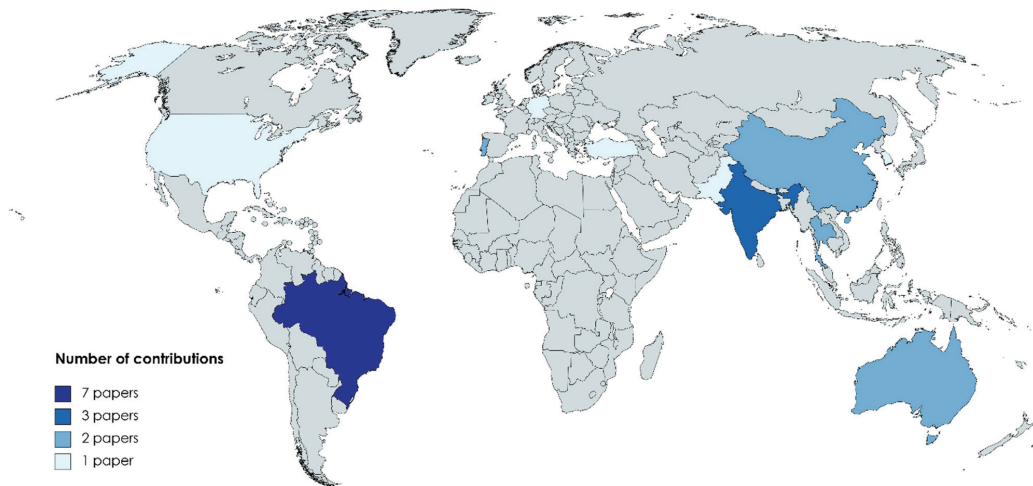 Number of contributions
7 papers
3 papers
2 papers
1 paper